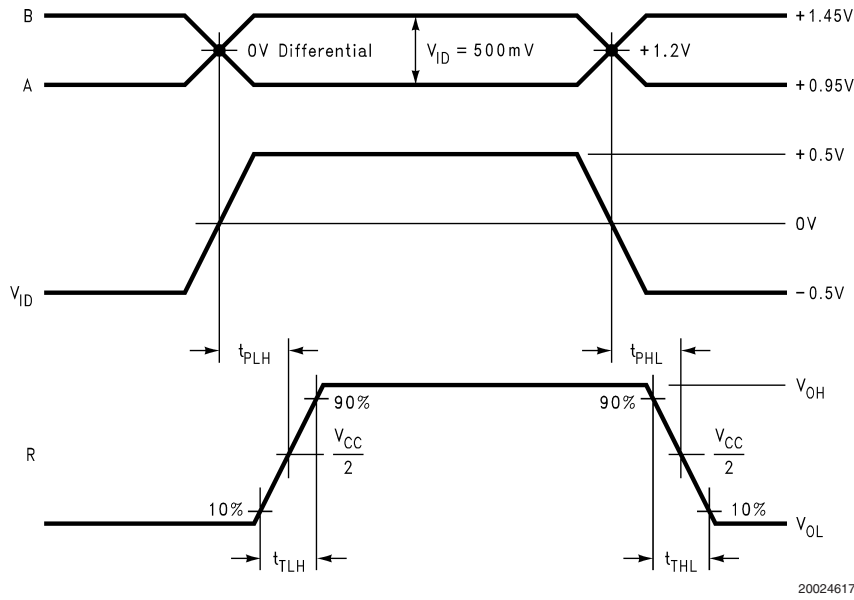 B
+1.45V
0V Differential
V_ID = 500mV
+1.2V
A
+0.95V
+0.5V
0V
V_ID
−0.5V
t_PLH
t_PHL
V_OH
90%
90%
R
V_CC
2
V_CC
2
10%
10%
V_OL
t_TLH
t_THL
20024617